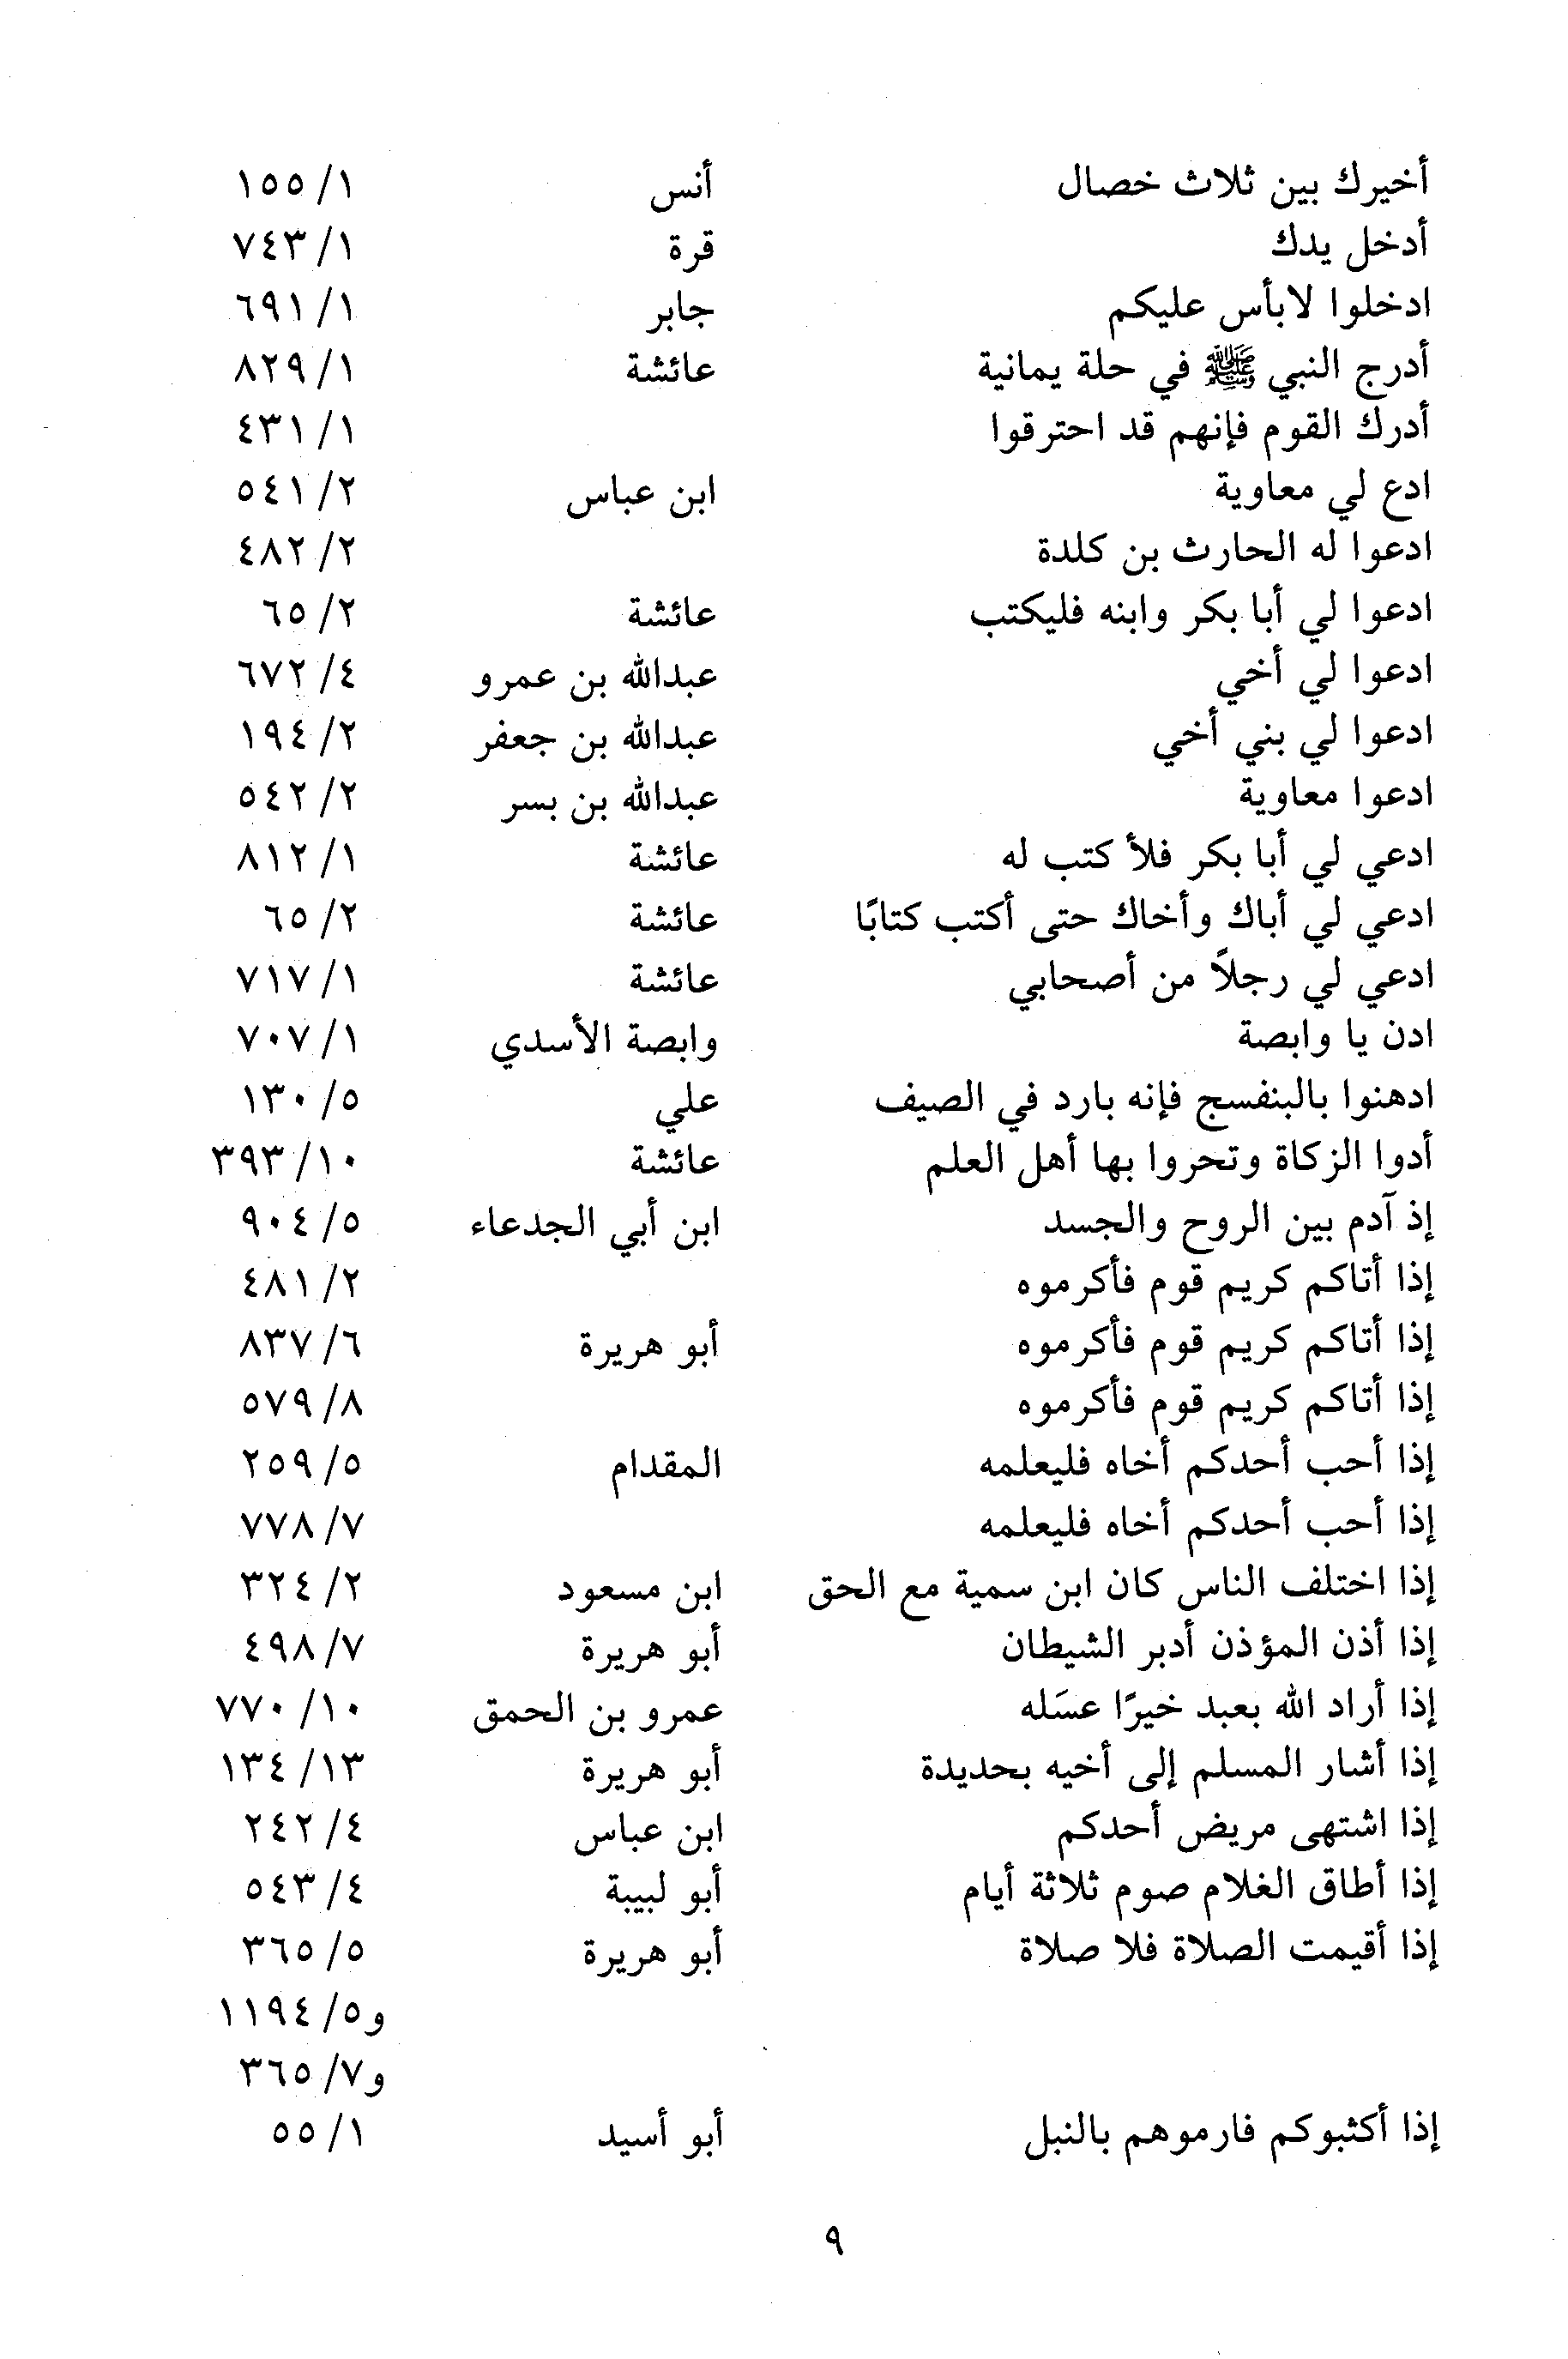 أخيرك بين ثلاث خصال أنس ١/ ١٥٥
أدخل يدك قرة ١/ ٧٤٣
ادخلوا لابأس عليكم جابر ١/ ٦٩١
أدرج النبي ﷺ في حلة يمانية عائشة ١/ ٨٢٩
أدرك القوم فإنهم قد احترقوا ١/ ٤٣١
ادع لي معاوية ابن عباس ٢/ ٥٤١
ادعوا له الحارث بن كلدة ٢/ ٤٨٢
ادعوا لي أبا بكر وابنه فليكتب عائشة ٢/ ٦٥
ادعوا لي أخي عبدالله بن عمرو ٤/ ٦٧٢
ادعوا لي بني أخي عبدالله بن جعفر ٢/ ١٩٤
ادعوا معاوية عبدالله بن بسر ٢/ ٥٤٢
ادعي لي أبا بكر فلأ كتب له عائشة ١/ ٨١٢
ادعي لي أباك وأخاك حتى أكتب كتابًا عائشة ٢/ ٦٥
ادعي لي رجلاً من أصحابي عائشة ١/ ٧١٧
ادن يا وابصة وابصة الأسدي ١/ ٧٠٧
ادهنوا بالبنفسج فإنه بارد في الصيف علي ٥/ ١٣٠
أدوا الزكاة وتحروا بها أهل العلم عائشة ١٠/ ٣٩٣
إذ آدم بين الروح والجسد ابن أبي الجدعاء ٥/ ٩٠٤
إذا أتاكم كريم قوم فأكرموه ٢/ ٤٨١
إذا أتاكم كريم قوم فأكرموه أبو هريرة ٦/ ٨٣٧
إذا أتاكم كريم قوم فأكرموه ٨/ ٥٧٩
إذا أحب أحدكم أخاه فليعلمه المقدام ٥/ ٢٥٩
إذا أحب أحدكم أخاه فليعلمه ٧/ ٧٧٨
إذا اختلف الناس كان ابن سمية مع الحق ابن مسعود ٢/ ٣٢٤
إذا أذن المؤذن أدبر الشيطان أبو هريرة ٧/ ٤٩٨
إذا أراد الله بعبد خيرًا عسَله عمرو بن الحمق ١٠/ ٧٧٠
إذا أشار المسلم إلى أخيه بحديدة أبو هريرة ١٣/ ١٣٤
إذا اشتهى مريض أحدكم ابن عباس ٤/ ٢٤٢
إذا أطاق الغلام صوم ثلاثة أيام أبو لبيبة ٤/ ٥٤٣
إذا أقيمت الصلاة فلا صلاة أبو هريرة ٥/ ٣٦٥
و٥/ ١١٩٤
و٧/ ٣٦٥
إذا أكثبوكم فارموهم بالنبل أبو أسيد ١/ ٥٥
٩